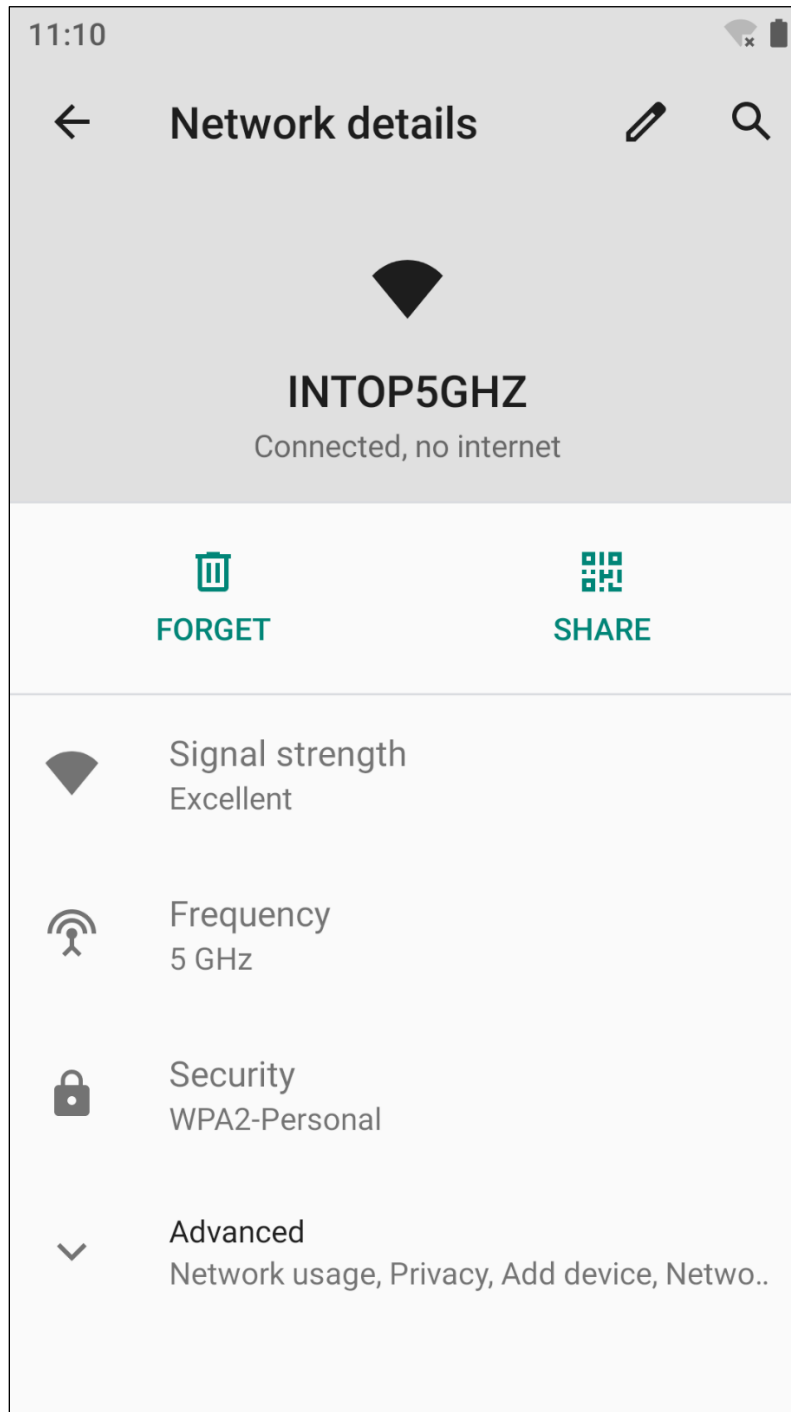 11:10
Network details
INTOP5GHZ
Connected, no internet
FORGET
SHARE
Signal strength
Excellent
Frequency
5 GHz
Security
WPA2-Personal
Advanced
Network usage, Privacy, Add device, Netwo..